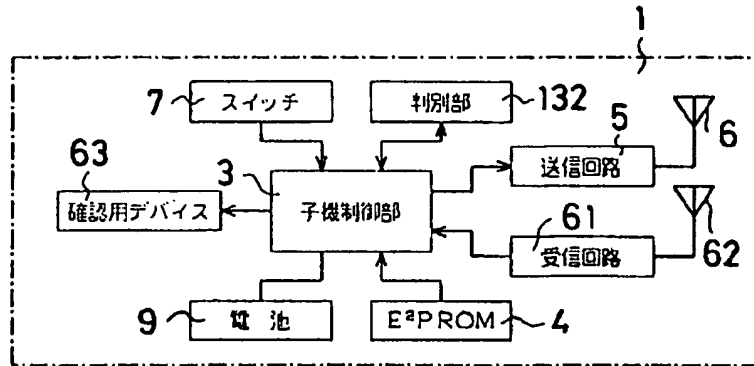 1
7 スイッチ
判別部 132
5
6
送信回路
63
確認用デバイス
3
子機制御部
61
受信回路
62
9 電池
E²PROM 4